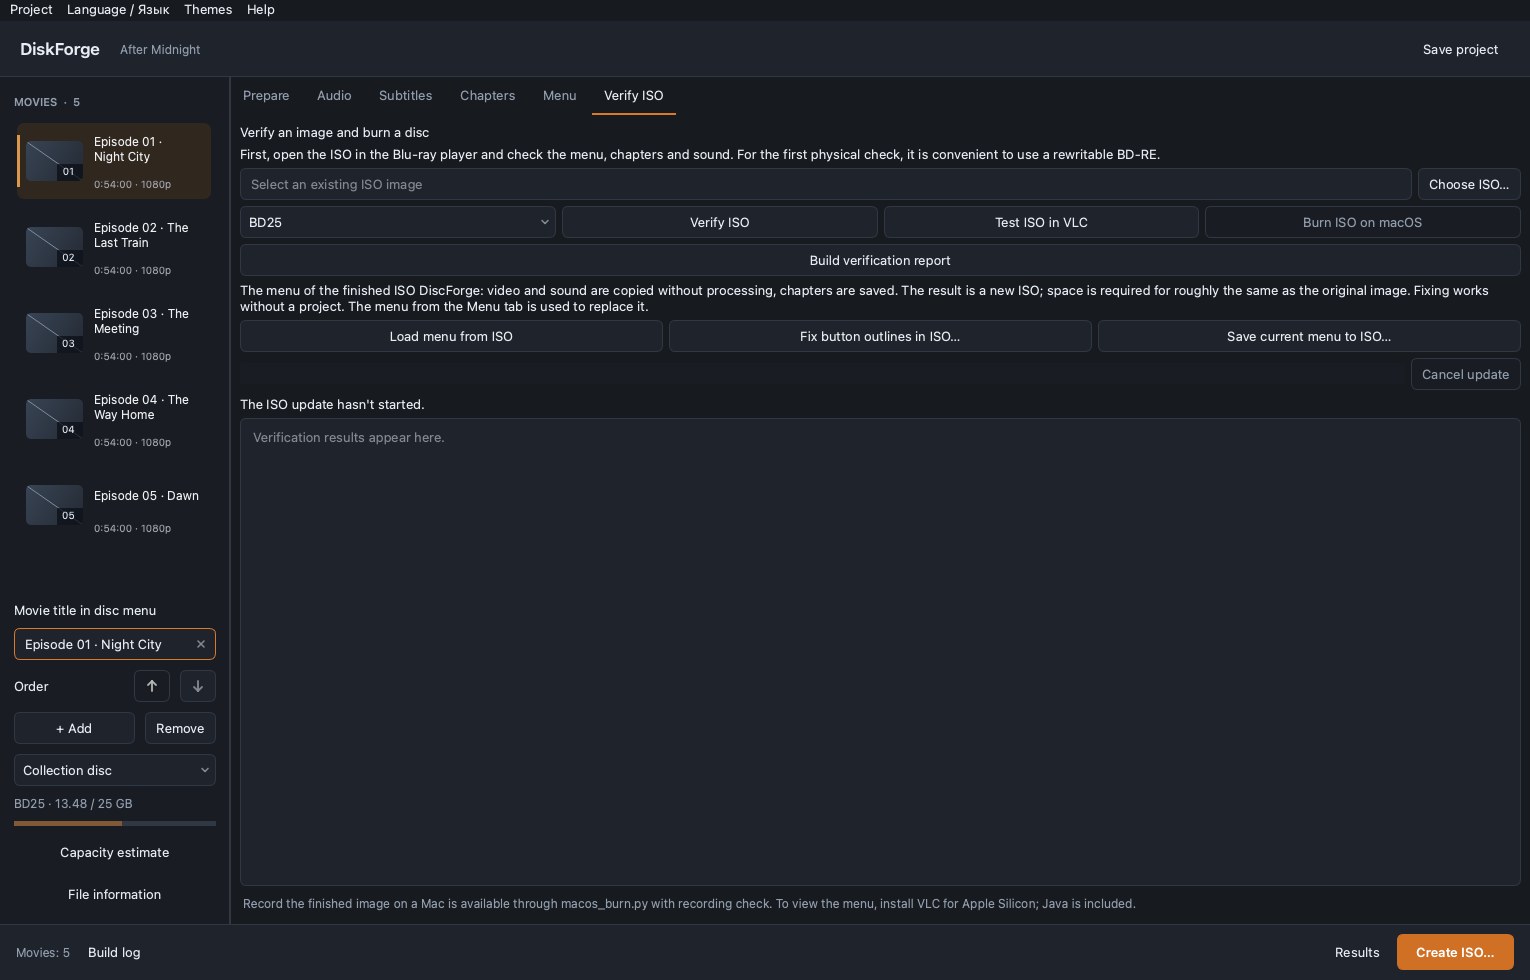 Project Language / Язык Themes Help
DiskForge After Midnight Save project
MOVIES · 5
Episode 01 ·
Night City
01
0:54:00 · 1080p
Episode 02 · The
Last Train
02
0:54:00 · 1080p
Episode 03 · The
Meeting
03
0:54:00 · 1080p
Episode 04 · The
Way Home
04
0:54:00 · 1080p
Episode 05 · Dawn
05
0:54:00 · 1080p
Movie title in disc menu
Episode 01 · Night City
Order
+ Add Remove
Collection disc
BD25 · 13.48 / 25 GB
Capacity estimate
File information
Prepare Audio Subtitles Chapters Menu Verify ISO
Verify an image and burn a disc
First, open the ISO in the Blu-ray player and check the menu, chapters and sound. For the first physical check, it is convenient to use a rewritable BD-RE.
Select an existing ISO image Choose ISO...
BD25 Verify ISO Test ISO in VLC Burn ISO on macOS
Build verification report
The menu of the finished ISO DiscForge: video and sound are copied without processing, chapters are saved. The result is a new ISO; space is required for roughly the same as the original image. Fixing works
without a project. The menu from the Menu tab is used to replace it.
Load menu from ISO Fix button outlines in ISO... Save current menu to ISO...
Cancel update
The ISO update hasn't started.
Verification results appear here.
Record the finished image on a Mac is available through macos_burn.py with recording check. To view the menu, install VLC for Apple Silicon; Java is included.
Movies: 5 Build log Results Create ISO...